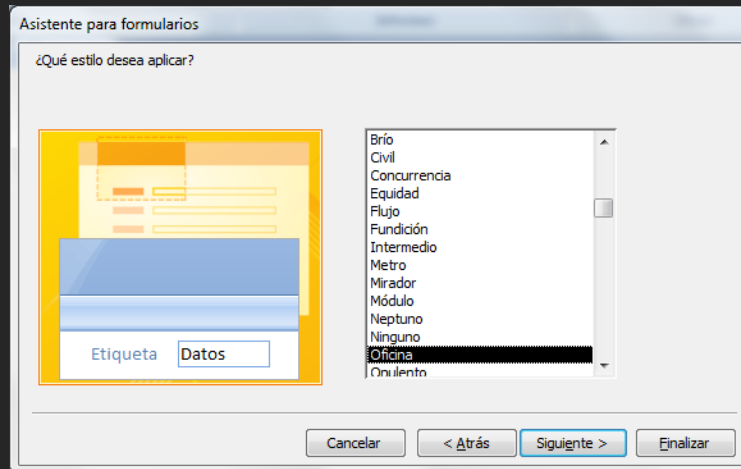 Asistente para formularios
¿Qué estilo desea aplicar?
Brío
Civil
Concurrencia
Equidad
Flujo
Fundición
Intermedio
Metro
Mirador
Módulo
Neptuno
Ninguno
Oficina
Opulento
Etiqueta Datos
Cancelar < Atrás Siguiente > Finalizar